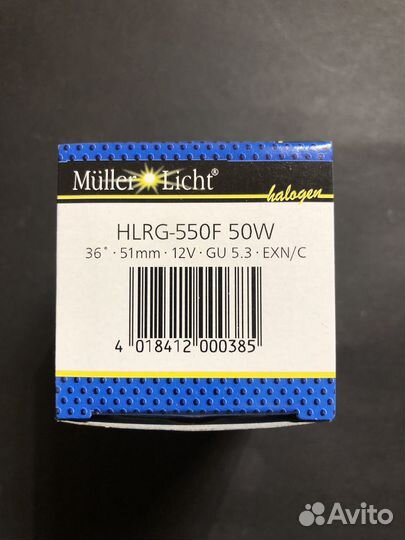 Müller Licht®
halogen
HLRG-550F 50W
36° · 51mm · 12V · GU 5.3 · EXN/C
4 018412 000385
Avito